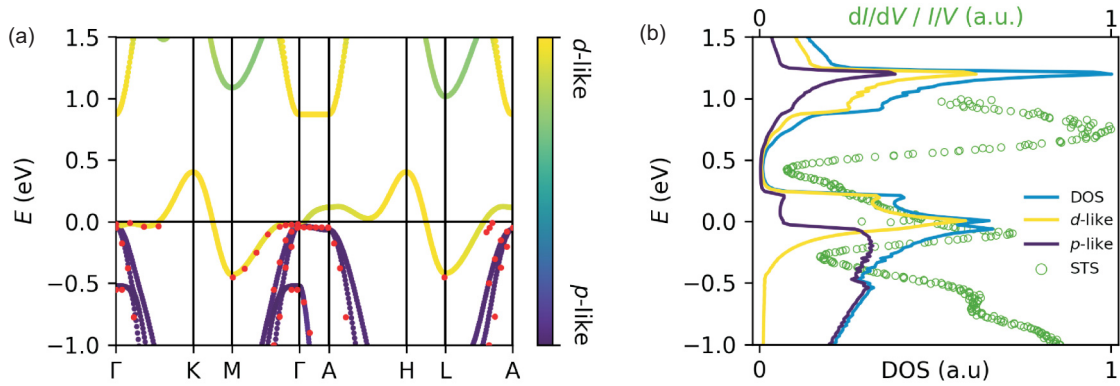 (a)
1.5
1.0
0.5
0.0
−0.5
−1.0
E (eV)
Γ K M Γ A H L A
d-like
p-like
(b)
dI/dV / I/V (a.u.)
0 1
1.5
1.0
0.5
0.0
−0.5
−1.0
E (eV)
DOS
d-like
p-like
STS
0 1
DOS (a.u)